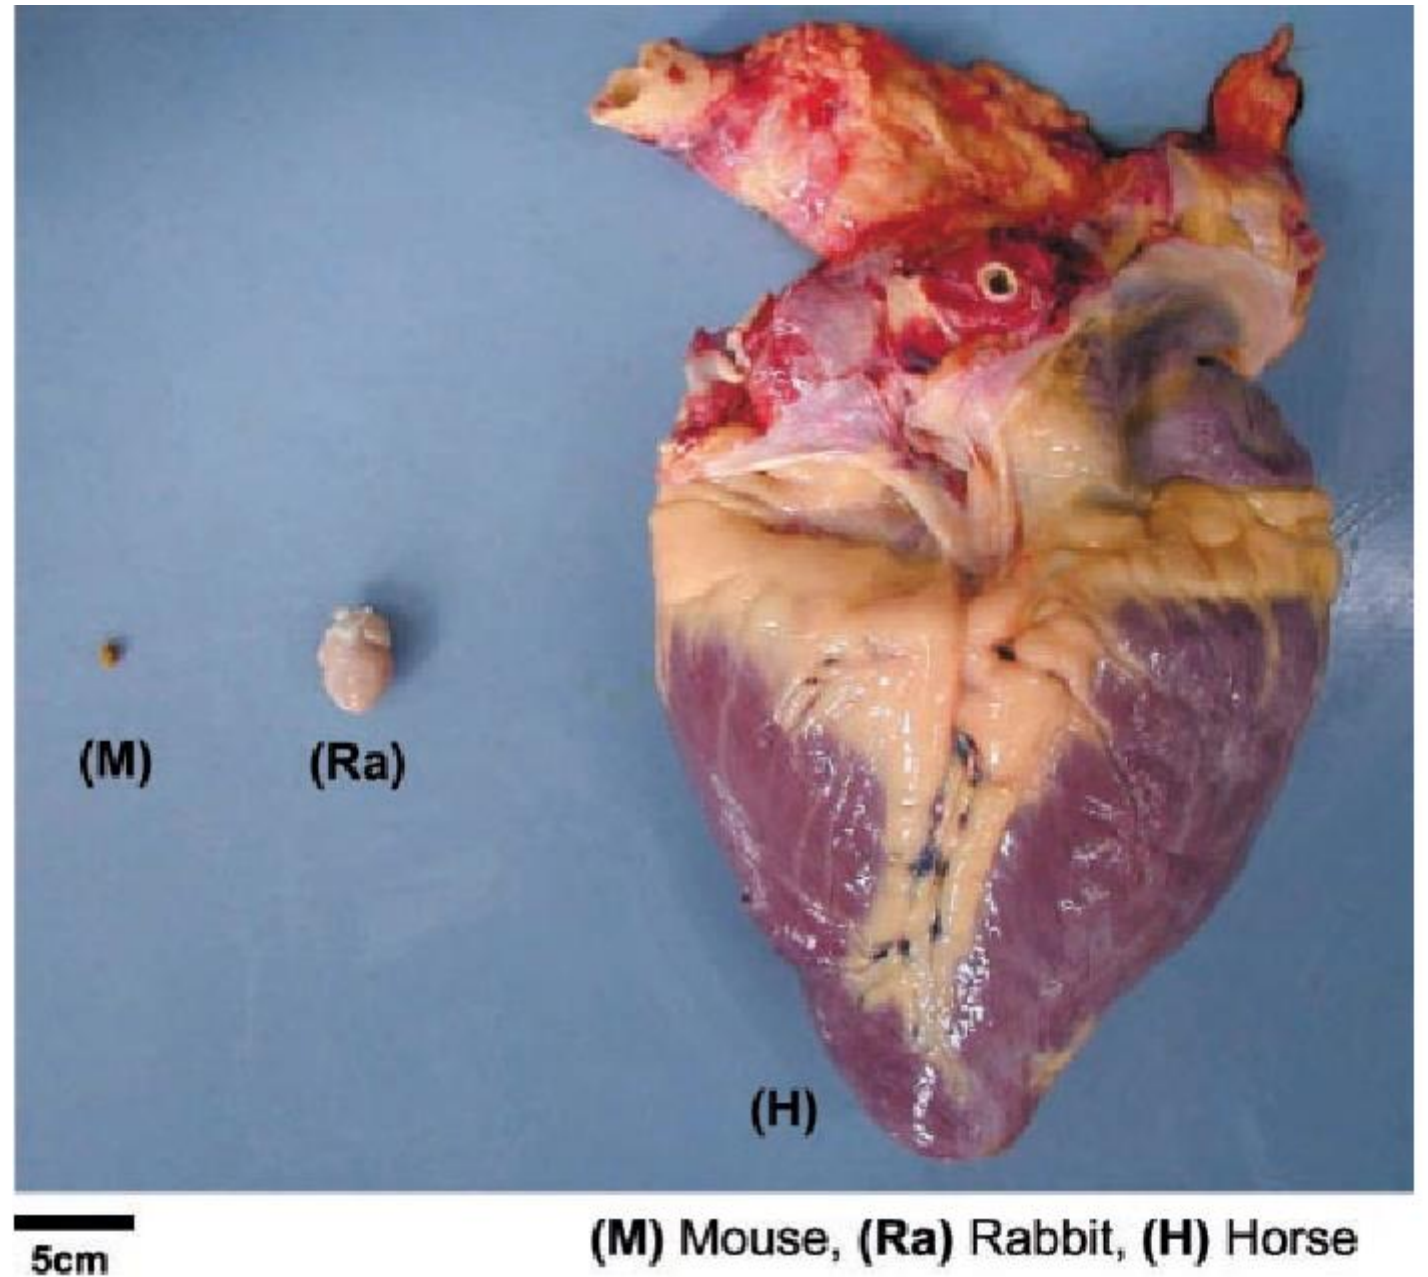 (M)
(Ra)
(H)
5cm
(M) Mouse, (Ra) Rabbit, (H) Horse